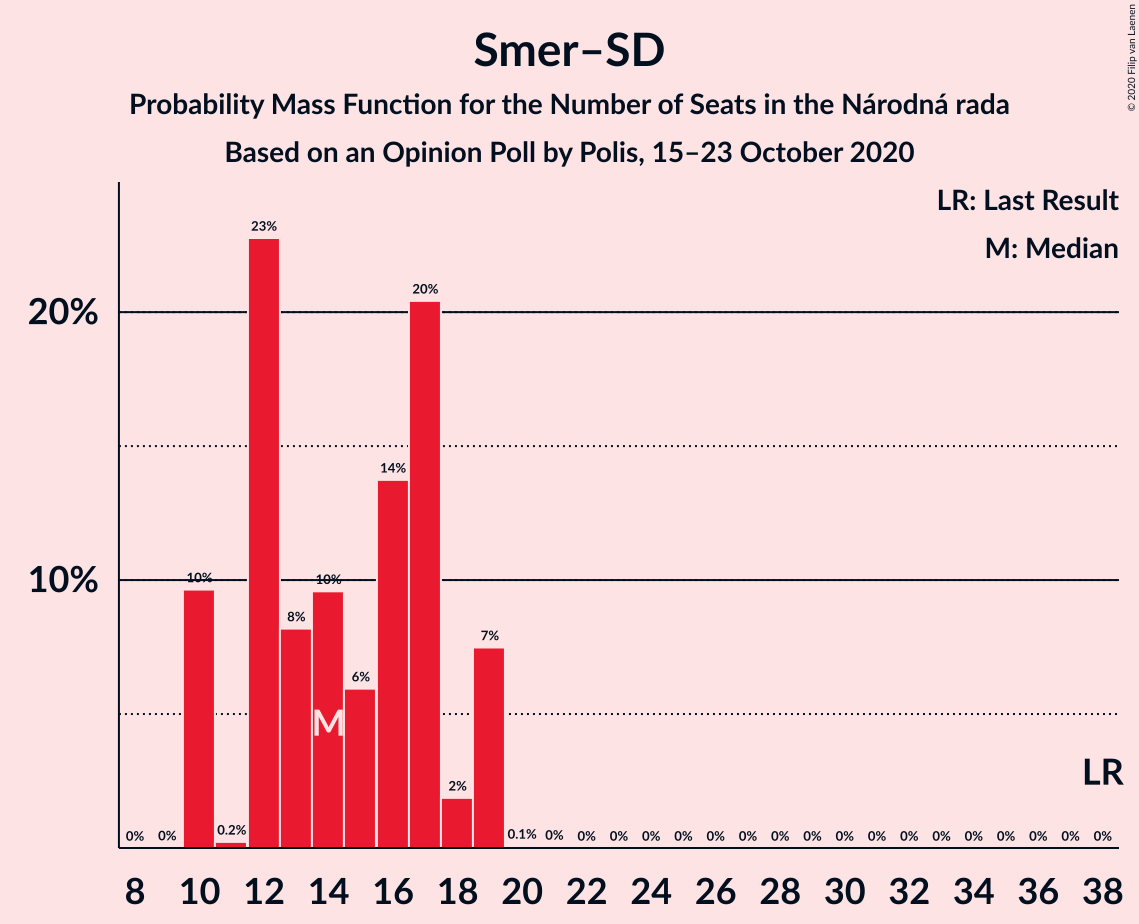 Smer–SD
Probability Mass Function for the Number of Seats in the Národná rada
Based on an Opinion Poll by Polis, 15–23 October 2020
© 2020 Filip van Laenen
LR: Last Result
M: Median
20%
10%
0% 0% 10% 0.2% 23% 8% 10% 6% 14% 20% 2% 7% 0.1% 0% 0% 0% 0% 0% 0% 0% 0% 0% 0% 0% 0% 0% 0% 0% 0% 0% 0%
M
LR
8 10 12 14 16 18 20 22 24 26 28 30 32 34 36 38